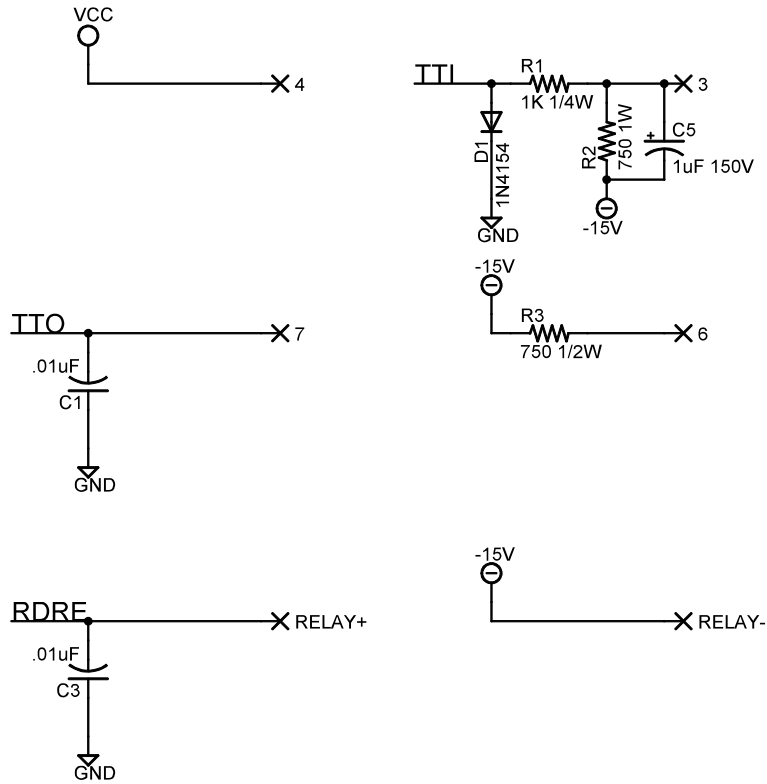 VCC
4
TTI
R1
1K 1/4W
3
D1
1N4154
R2
750 1W
+
C5
1uF 150V
GND
-15V
TTO
7
-15V
R3
750 1/2W
6
.01uF
C1
GND
RDRE
RELAY+
-15V
RELAY-
.01uF
C3
GND